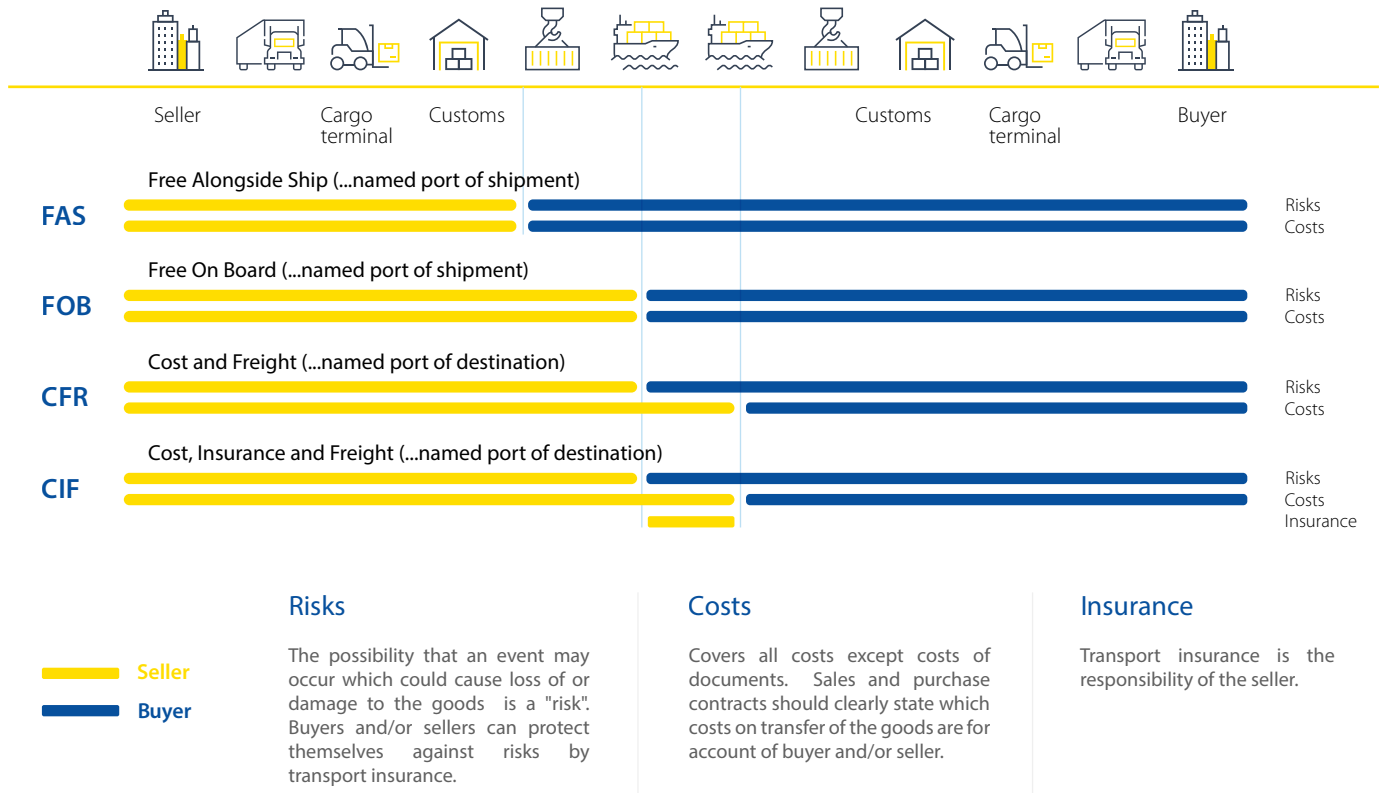 Seller
Cargo
terminal
Customs
Customs
Cargo
terminal
Buyer
Free Alongside Ship (...named port of shipment)
FAS
Risks
Costs
Free On Board (...named port of shipment)
FOB
Risks
Costs
Cost and Freight (...named port of destination)
CFR
Risks
Costs
Cost, Insurance and Freight (...named port of destination)
CIF
Risks
Costs
Insurance
Seller
Buyer
Risks
The possibility that an event may
occur which could cause loss of or
damage to the goods is a "risk".
Buyers and/or sellers can protect
themselves against risks by
transport insurance.
Costs
Covers all costs except costs of
documents. Sales and purchase
contracts should clearly state which
costs on transfer of the goods are for
account of buyer and/or seller.
Insurance
Transport insurance is the
responsibility of the seller.